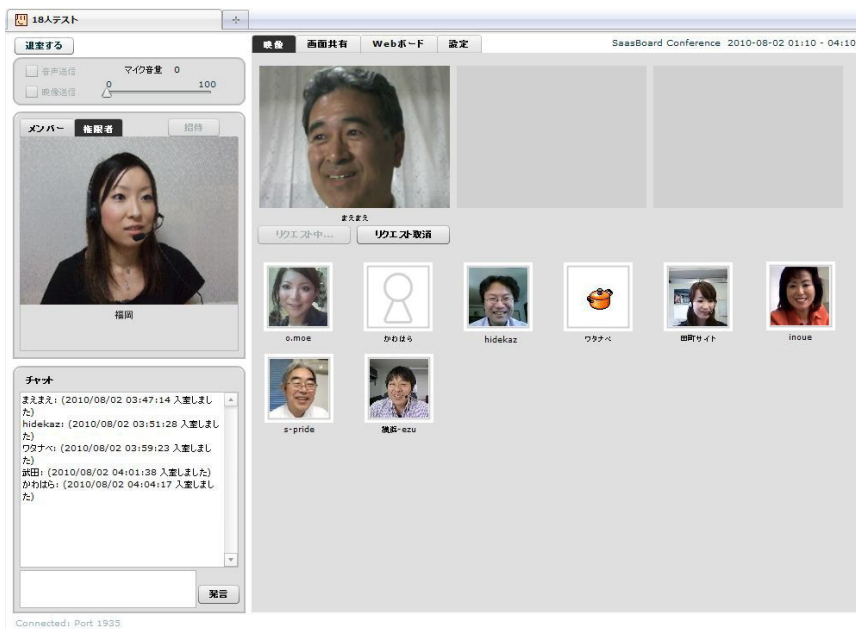 18人テスト
退室する
音声送信
マイク音量 0
映像送信
0 100
メンバー 権限者 招待
福岡
チャット
まえまえ: (2010/08/02 03:47:14 入室しまし
た)
hidekaz: (2010/08/02 03:51:28 入室しまし
た)
ワタナベ: (2010/08/02 03:59:23 入室しまし
た)
武田: (2010/08/02 04:01:38 入室しました)
かわはら: (2010/08/02 04:04:17 入室しまし
た)
発言
Connected: Port 1935
映像 画面共有 Webボード 設定
SaasBoard Conference 2010-08-02 01:10 - 04:10
まえまえ
リクエスト中... リクエスト取消
o.moe かわはら hidekaz ワタナベ 田町サイト inoue
s-pride 横浜-ezu